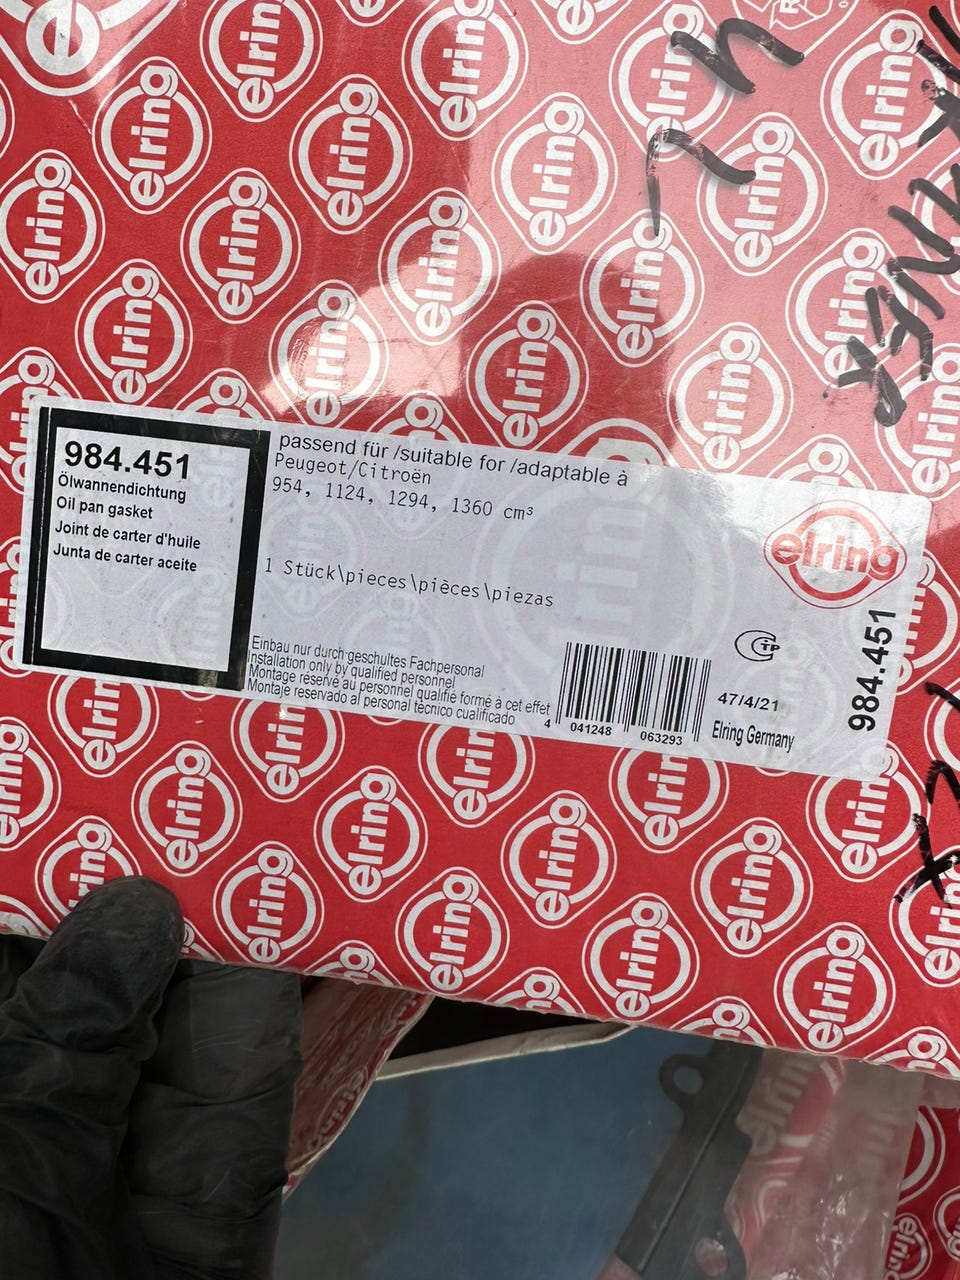 984.451
Ölwannendichtung
Oil pan gasket
Joint de carter d'huile
Junta de carter aceite
passend für /suitable for /adaptable à
Peugeot/Citroën
954, 1124, 1294, 1360 cm³
1 Stück\pieces\pièces\piezas
Einbau nur durch geschultes Fachpersonal
Installation only by qualified personnel
Montage réservé au personnel qualifié formé à cet effet
Montaje reservado al personal técnico cualificado
4 041248 063293
47/4/21
Elring Germany
elring
984.451